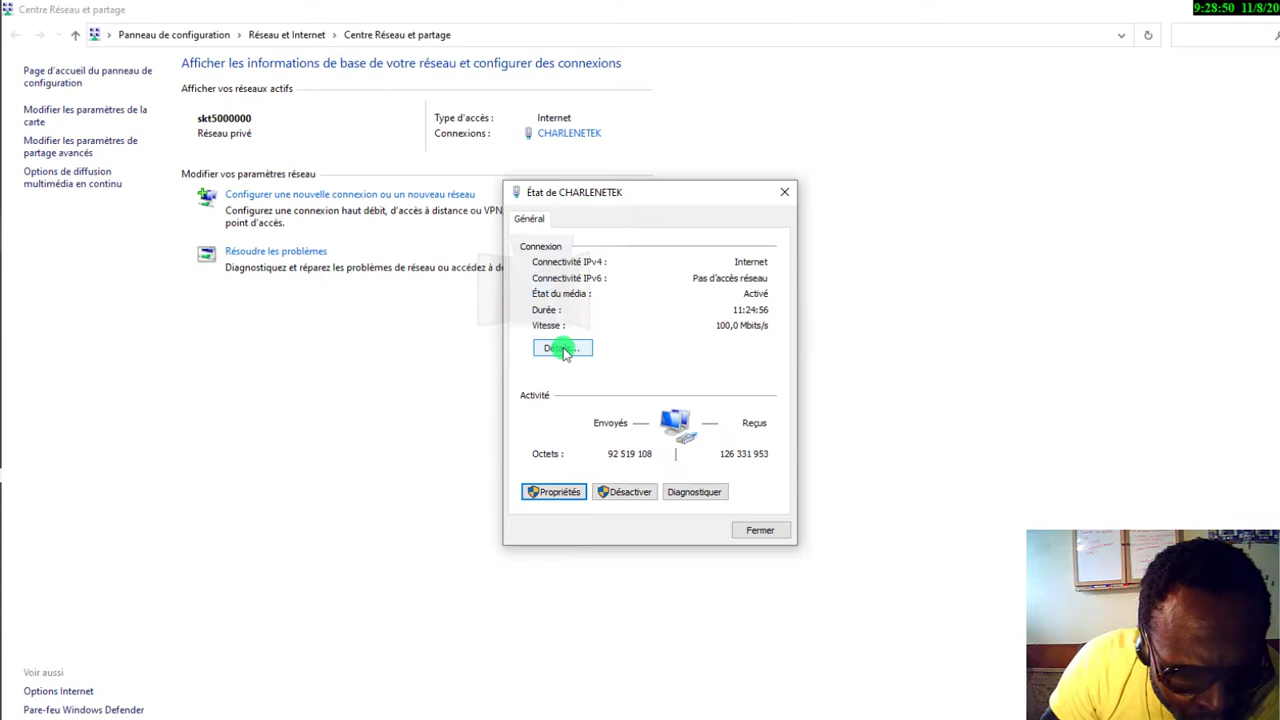 Centre Réseau et partage
9:28:50 11/8/20
Panneau de configuration
Réseau et Internet
Centre Réseau et partage
Page d'accueil du panneau de
configuration
Modifier les paramètres de la
carte
Modifier les paramètres de
partage avancés
Options de diffusion
multimédia en continu
Afficher les informations de base de votre réseau et configurer des connexions
Afficher vos réseaux actifs
skt5000000
Réseau privé
Type d'accès : Internet
Connexions : CHARLENETEK
Modifier vos paramètres réseau
Configurer une nouvelle connexion ou un nouveau réseau
Configurez une connexion haut débit, d'accès à distance ou VPN
point d'accès.
Résoudre les problèmes
Diagnostiquez et réparez les problèmes de réseau ou accédez à de
État de CHARLENETEK
Général
Connexion
Connectivité IPv4 : Internet
Connectivité IPv6 : Pas d'accès réseau
État du média : Activé
Durée : 11:24:56
Vitesse : 100,0 Mbits/s
Activité
Envoyés
Reçus
Octets : 92 519 108 126 331 953
Propriétés
Désactiver
Diagnostiquer
Fermer
Voir aussi
Options Internet
Pare-feu Windows Defender